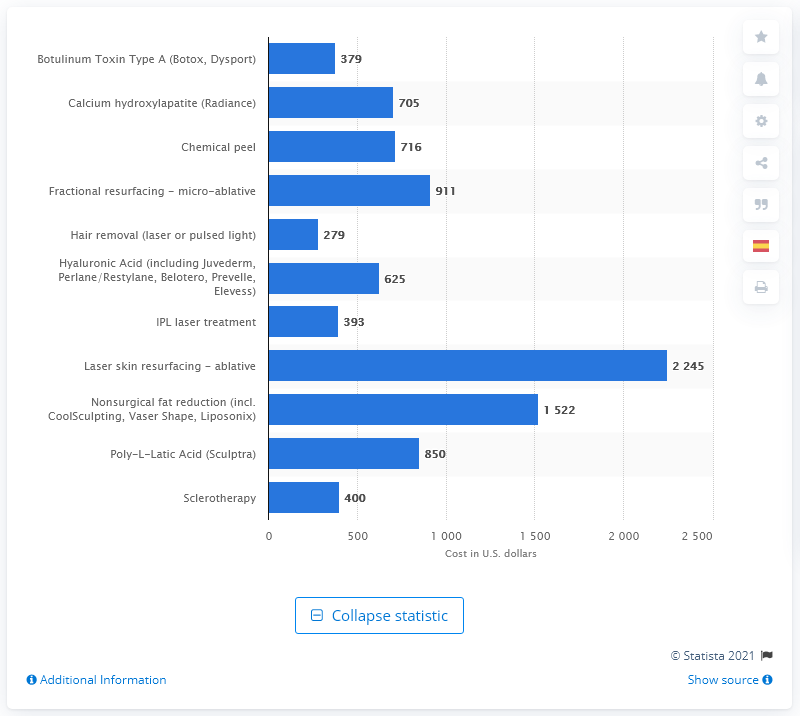 Botulinum Toxin Type A (Botox, Dysport) 379
Calcium hydroxylapatite (Radiance) 705
Chemical peel 716
Fractional resurfacing - micro-ablative 911
Hair removal (laser or pulsed light) 279
Hyaluronic Acid (including Juvederm,
Perlane/Restylane, Belotero, Prevelle,
Elevess) 625
IPL laser treatment 393
Laser skin resurfacing - ablative 2 245
Nonsurgical fat reduction (incl.
CoolSculpting, Vaser Shape, Liposonix) 1 522
Poly-L-Latic Acid (Sculptra) 850
Sclerotherapy 400
0 500 1 000 1 500 2 000 2 500
Cost in U.S. dollars
Collapse statistic
© Statista 2021
Additional Information Show source